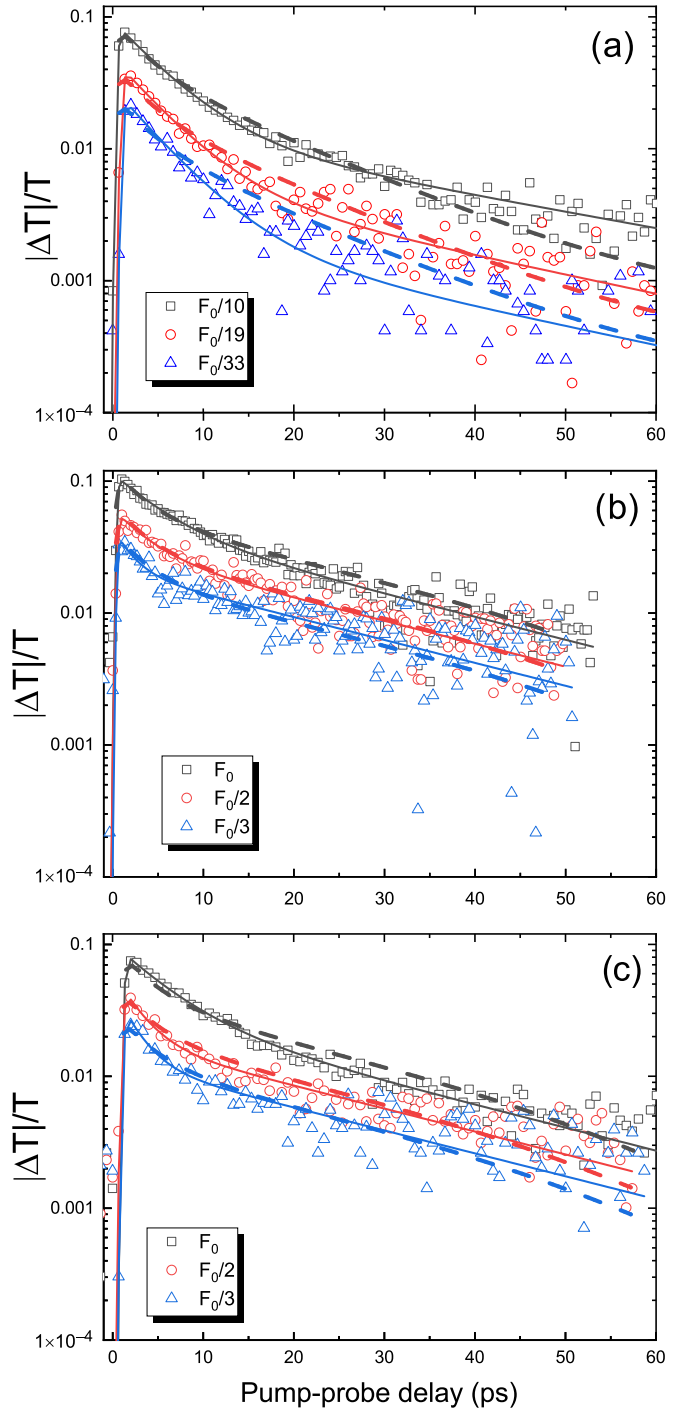 (a)
|ΔT|/T
0.1
0.01
0.001
1×10⁻⁴
F₀/10
F₀/19
F₀/33
0 10 20 30 40 50 60
(b)
|ΔT|/T
0.1
0.01
0.001
1×10⁻⁴
F₀
F₀/2
F₀/3
0 10 20 30 40 50 60
(c)
|ΔT|/T
0.1
0.01
0.001
1×10⁻⁴
F₀
F₀/2
F₀/3
0 10 20 30 40 50 60
Pump-probe delay (ps)